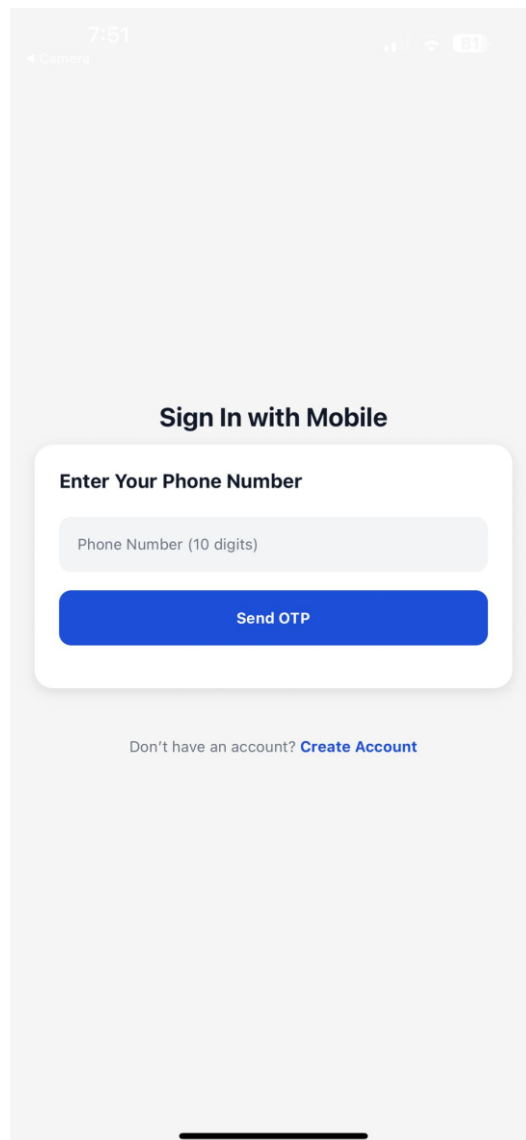 7:51
81
◀ Camera
Sign In with Mobile
Enter Your Phone Number
Phone Number (10 digits)
Send OTP
Don't have an account? Create Account